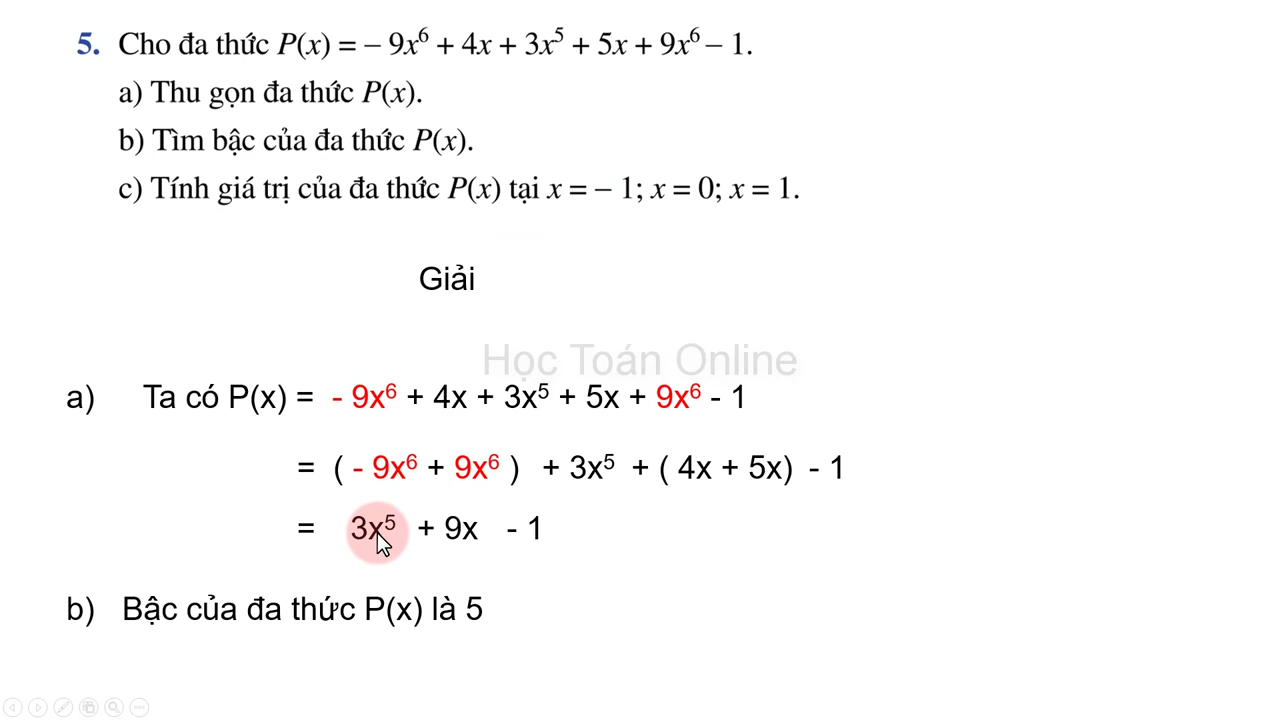 5. Cho đa thức P(x) = – 9x⁶ + 4x + 3x⁵ + 5x + 9x⁶ – 1.
a) Thu gọn đa thức P(x).
b) Tìm bậc của đa thức P(x).
c) Tính giá trị của đa thức P(x) tại x = – 1; x = 0; x = 1.
Giải
Học Toán Online
a) Ta có P(x) = - 9x⁶ + 4x + 3x⁵ + 5x + 9x⁶ - 1
= ( - 9x⁶ + 9x⁶ ) + 3x⁵ + ( 4x + 5x) - 1
= 3x⁵ + 9x - 1
b) Bậc của đa thức P(x) là 5